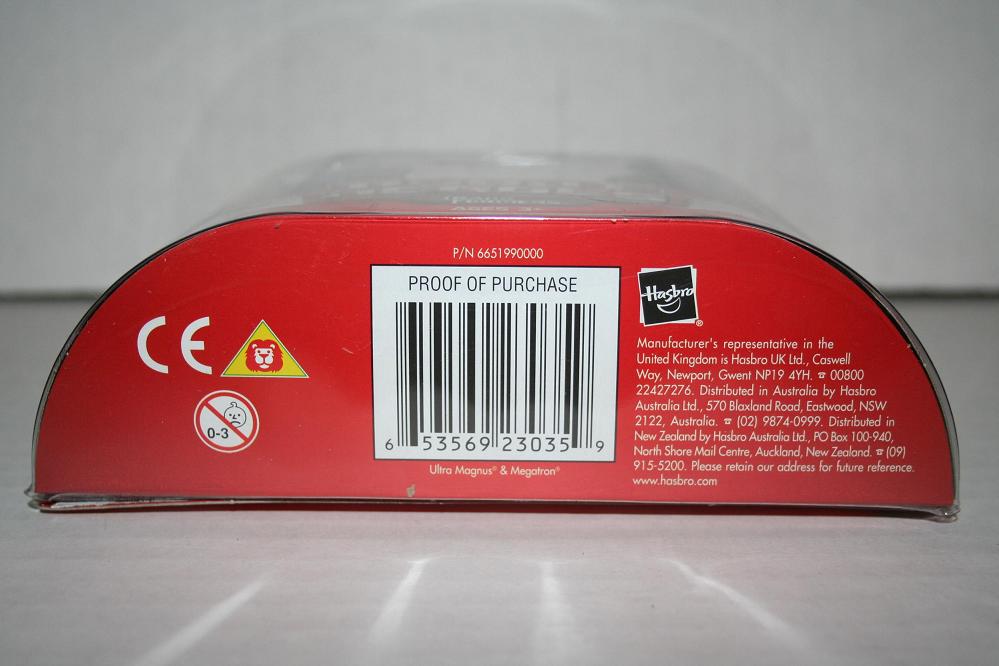 P/N 6651990000
PROOF OF PURCHASE
6 53569 23035 9
Ultra Magnus® & Megatron®
CE
0-3
Hasbro
®
Manufacturer's representative in the
United Kingdom is Hasbro UK Ltd., Caswell
Way, Newport, Gwent NP19 4YH. ☎ 00800
22427276. Distributed in Australia by Hasbro
Australia Ltd., 570 Blaxland Road, Eastwood, NSW
2122, Australia. ☎ (02) 9874-0999. Distributed in
New Zealand by Hasbro Australia Ltd., PO Box 100-940,
North Shore Mail Centre, Auckland, New Zealand. ☎ (09)
915-5200. Please retain our address for future reference.
www.hasbro.com